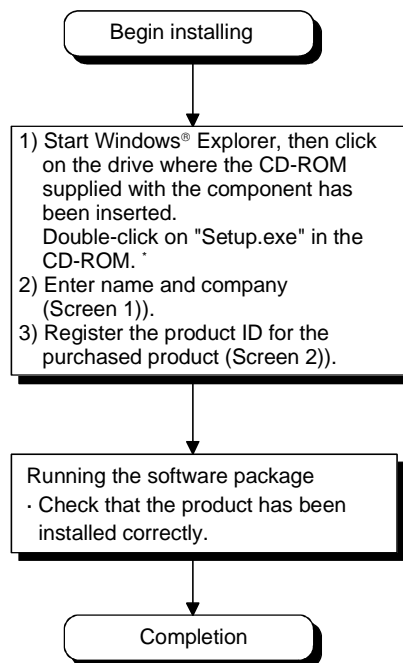 Begin installing
1) Start Windows® Explorer, then click
on the drive where the CD-ROM
supplied with the component has
been inserted.
Double-click on "Setup.exe" in the
CD-ROM. *
2) Enter name and company
(Screen 1)).
3) Register the product ID for the
purchased product (Screen 2)).
Running the software package
· Check that the product has been
installed correctly.
Completion